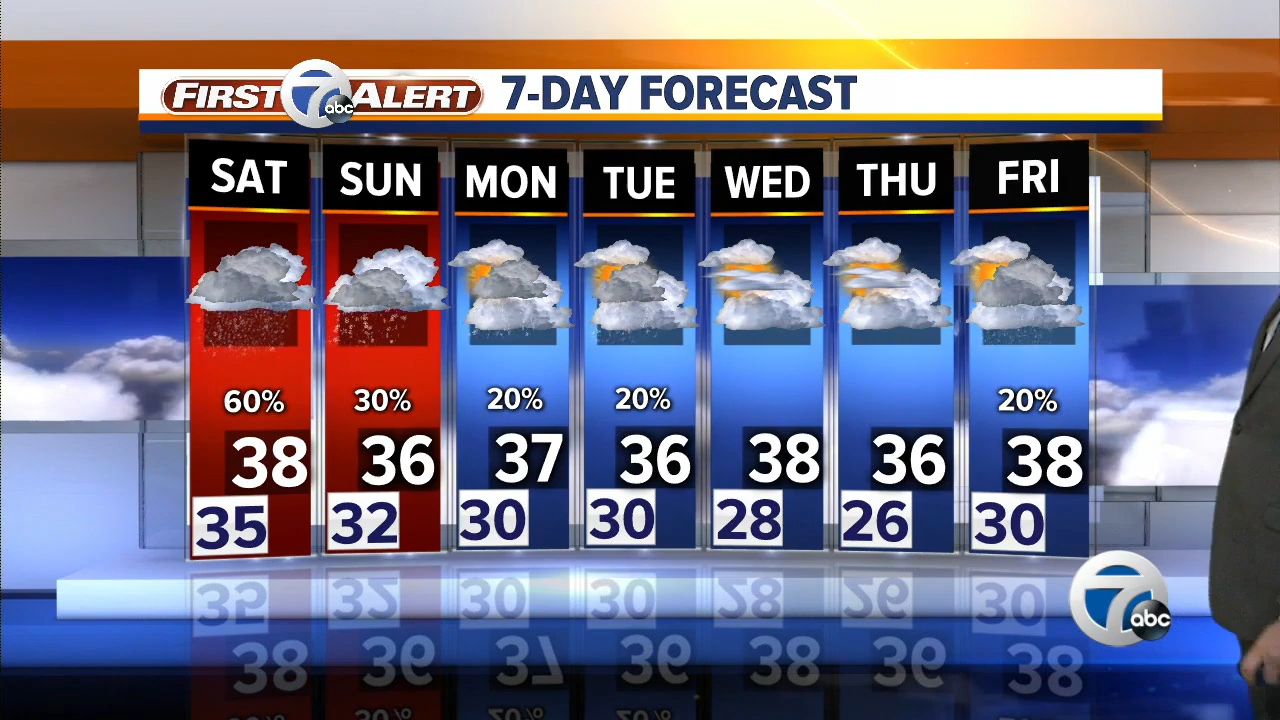 FIRST 7 abc ALERT 7-DAY FORECAST
SAT SUN MON TUE WED THU FRI
60% 30% 20% 20% 20%
38 36 37 36 38 36 38
35 32 30 30 28 26 30
7 abc